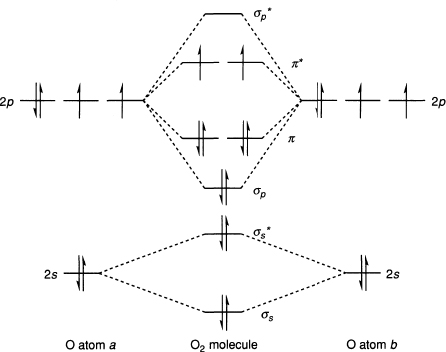 σp*
π*
2p 2p
π
σp
σs*
2s 2s
σs
O atom a O2 molecule O atom b